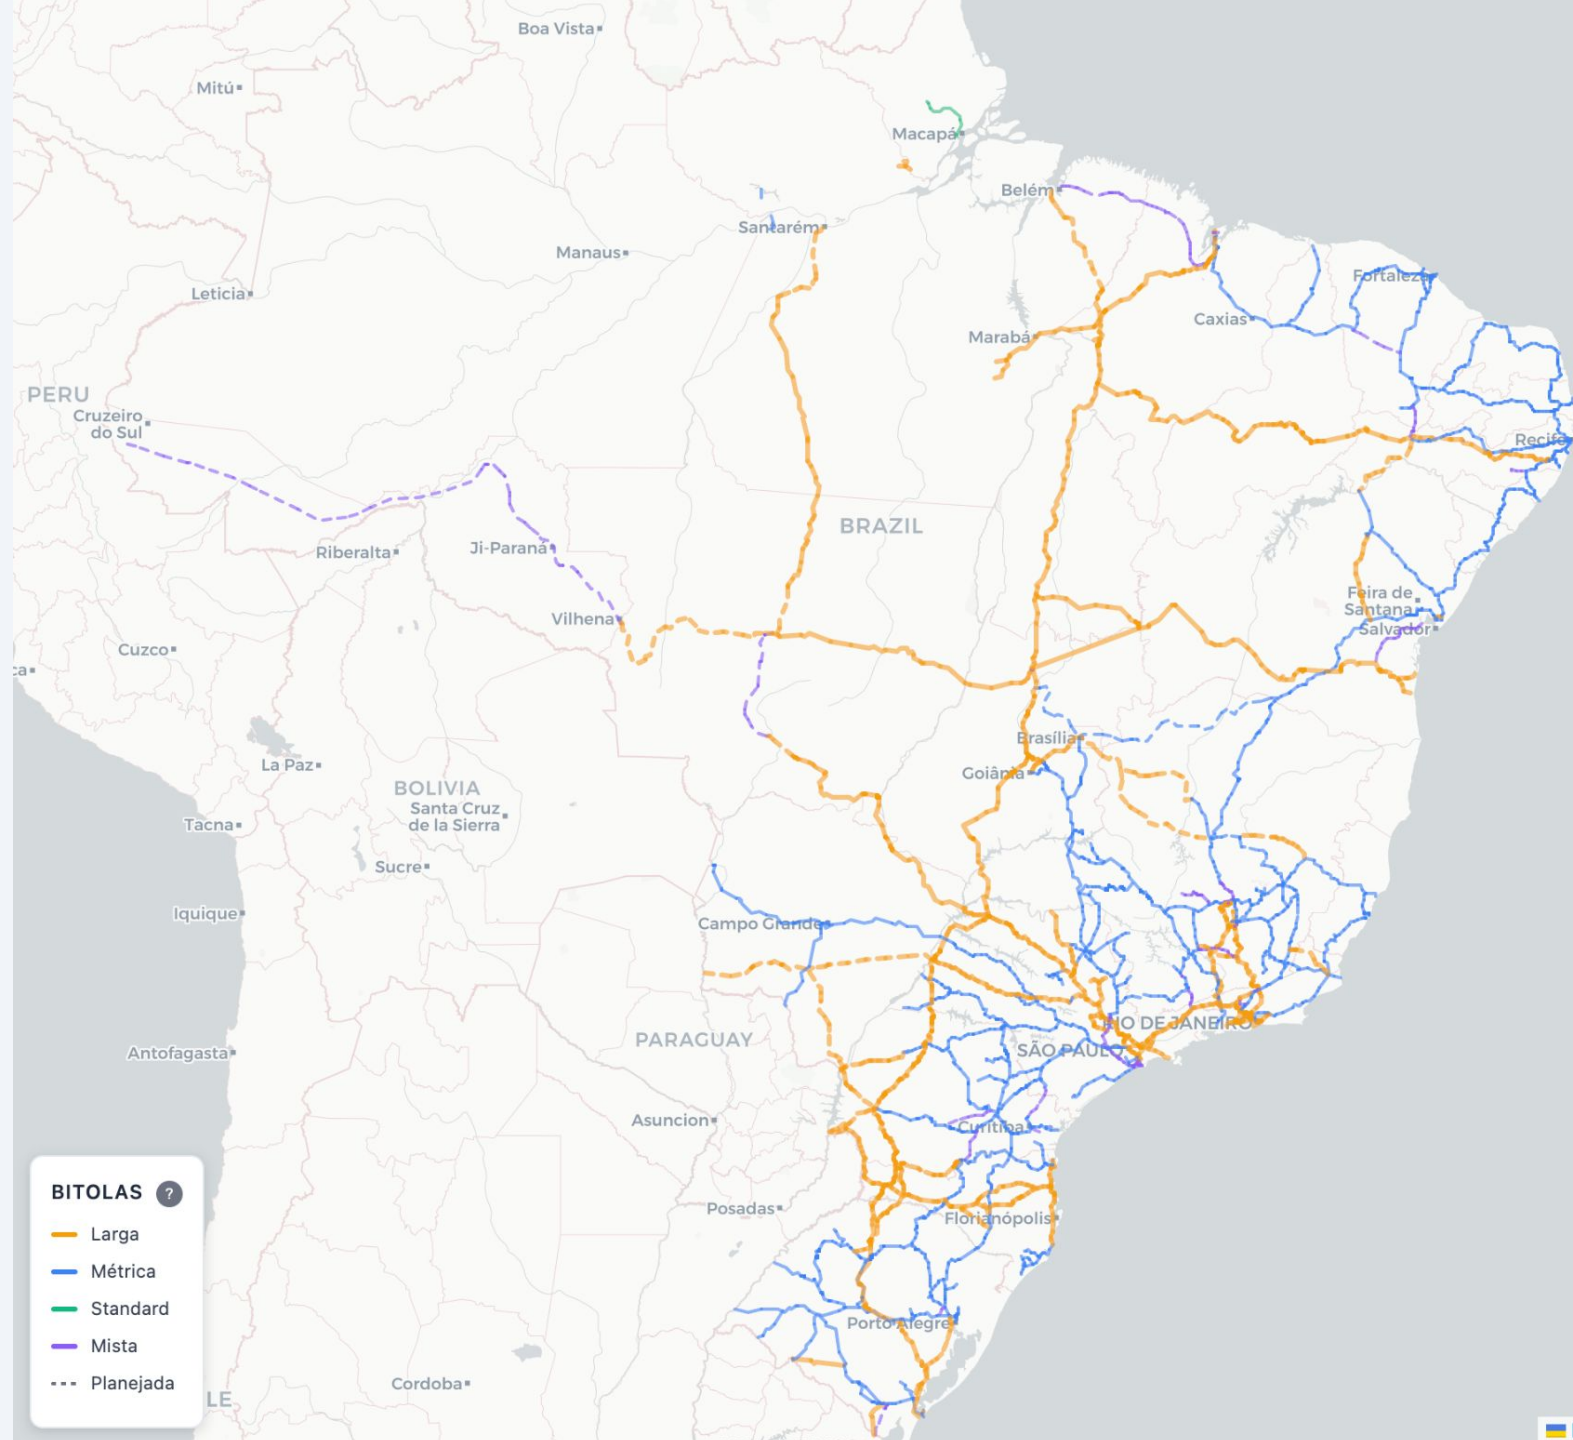 Boa Vista
Mitú
Macapá
Belém
Santarém
Manaus
Leticia
Fortaleza
Caxias
Marabá
PERU
Cruzeiro
do Sul
Recife
BRAZIL
Riberalta
Ji-Paraná
Feira de
Santana
Vilhena
Salvador
Cuzco
ca
Brasília
La Paz
Goiânia
BOLIVIA
Santa Cruz
de la Sierra
Tacna
Sucre
Iquique
Campo Grande
RIO DE JANEIRO
PARAGUAY
SÃO PAULO
Antofagasta
Asuncion
Curitiba
Posadas
Florianópolis
Porto Alegre
Cordoba
LE
BITOLAS ?
Larga
Métrica
Standard
Mista
Planejada